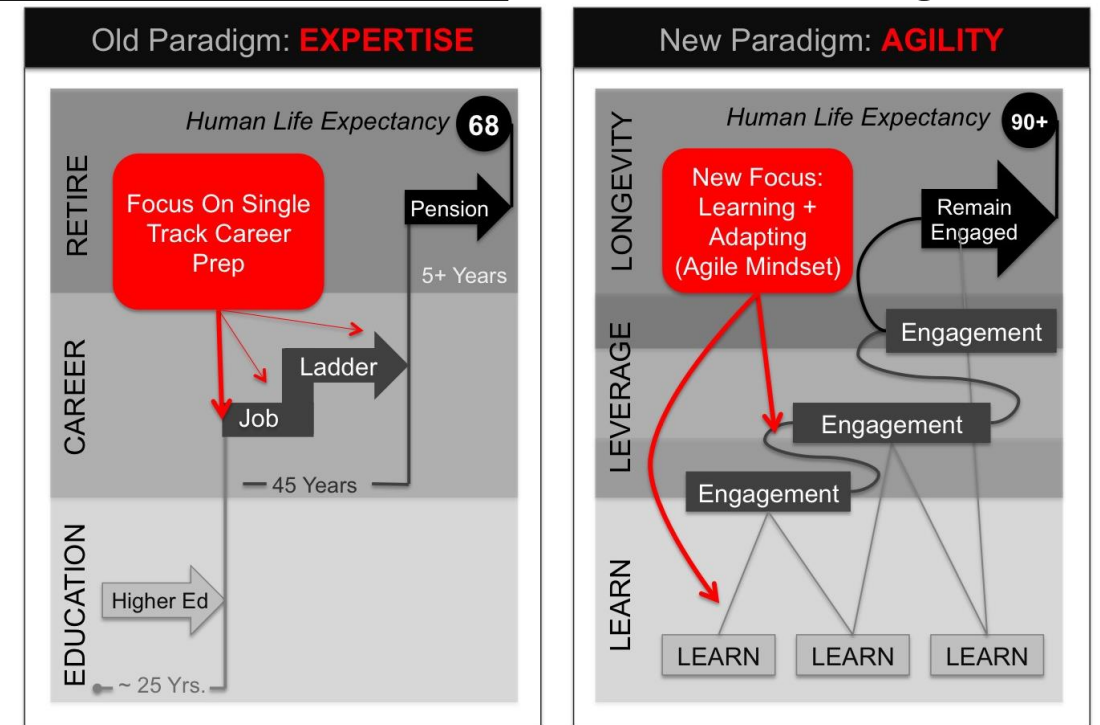 Old Paradigm: EXPERTISE
Human Life Expectancy 68
RETIRE
Focus On Single
Track Career
Prep
Pension
5+ Years
CAREER
Ladder
Job
45 Years
EDUCATION
Higher Ed
~ 25 Yrs.
New Paradigm: AGILITY
Human Life Expectancy 90+
LONGEVITY
New Focus:
Learning +
Adapting
(Agile Mindset)
Remain
Engaged
LEVERAGE
Engagement
Engagement
Engagement
LEARN
LEARN
LEARN
LEARN